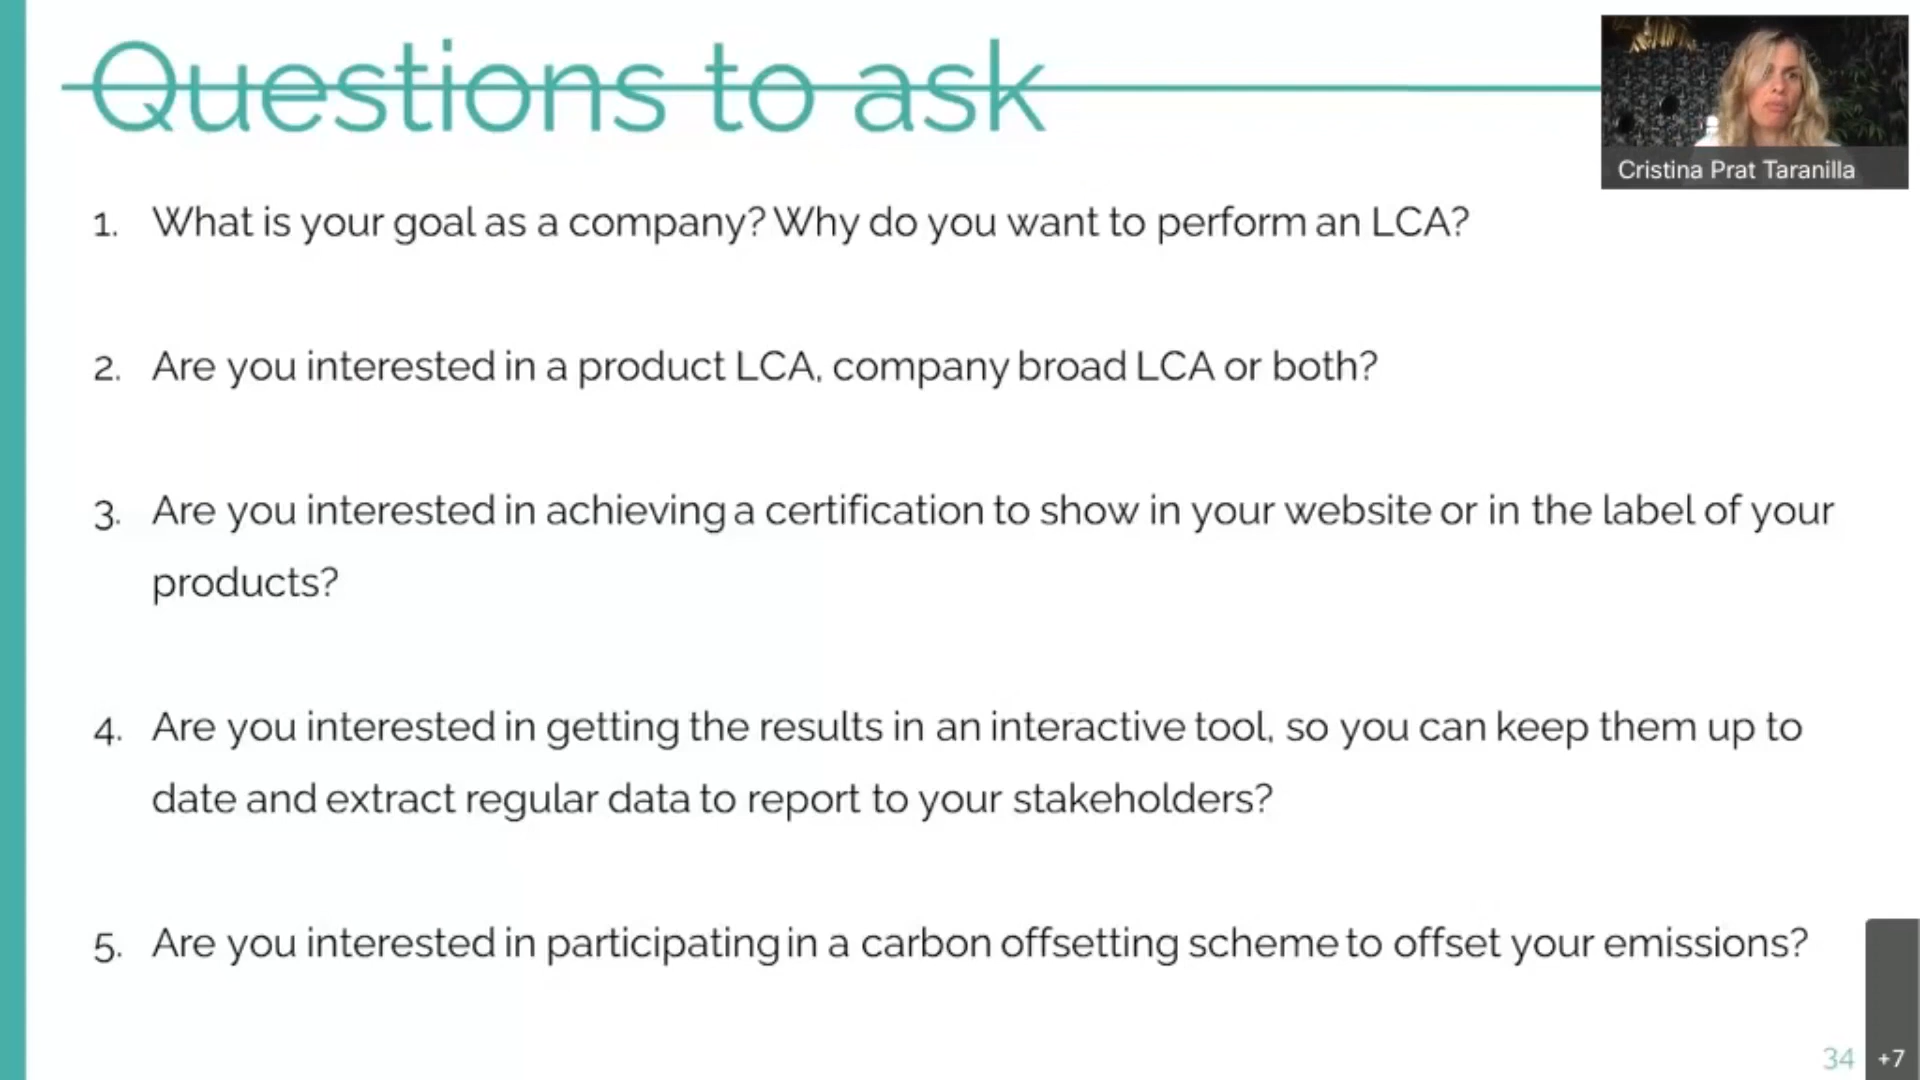 Questions to ask
Cristina Prat Taranilla
1. What is your goal as a company? Why do you want to perform an LCA?
2. Are you interested in a product LCA, company broad LCA or both?
3. Are you interested in achieving a certification to show in your website or in the label of your
products?
4. Are you interested in getting the results in an interactive tool, so you can keep them up to
date and extract regular data to report to your stakeholders?
5. Are you interested in participating in a carbon offsetting scheme to offset your emissions?
34
+7